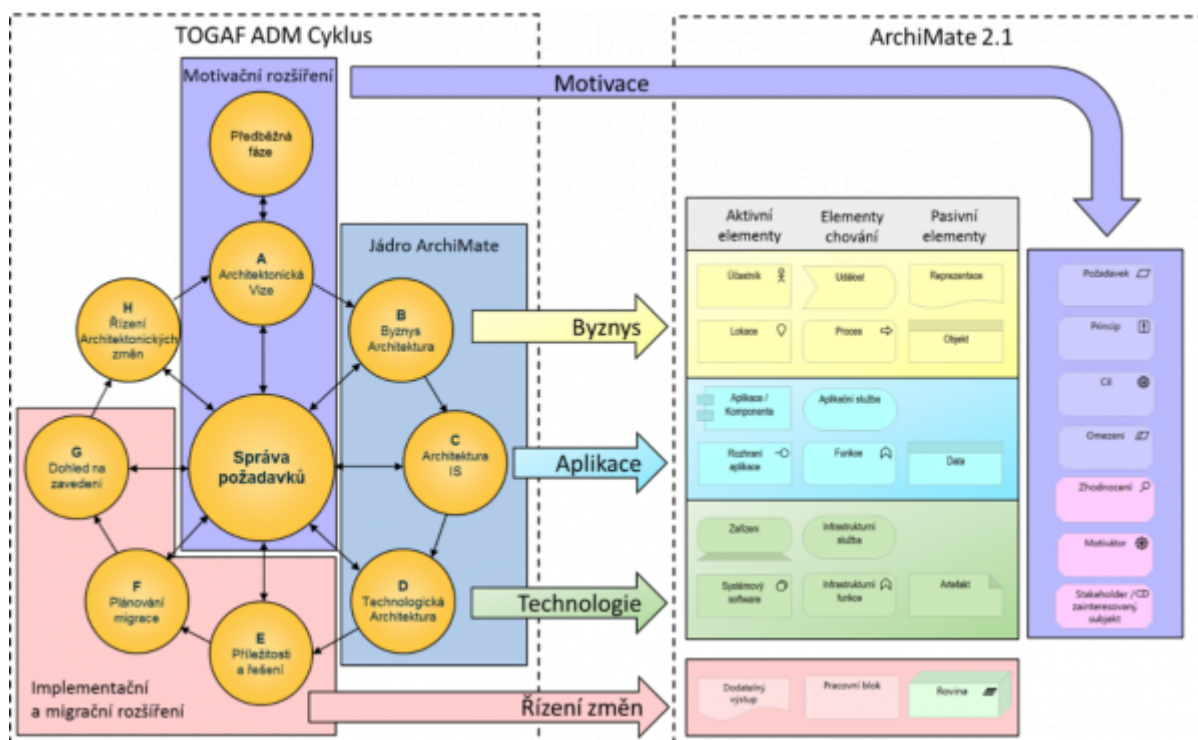 TOGAF ADM Cyklus
ArchiMate 2.1
Motivační rozšíření
Motivace
Předběžná
fáze
A
Architektonická
Vize
Jádro ArchiMate
H
Řízení
Architektonických
změn
B
Byznys
Architektura
Byznys
G
Dohled na
zavedení
Správa
požadavků
C
Architektura
IS
Aplikace
F
Plánování
migrace
D
Technologická
Architektura
Technologie
E
Příležitosti
a řešení
Implementační
a migrační rozšíření
Řízení změn
Aktivní
elementy
Elementy
chování
Pasivní
elementy
Účastník
Událost
Reprezentace
Lokace
Proces
Objekt
Aplikace /
Komponenta
Aplikační služba
Rozhraní
aplikace
Funkce
Data
Zařízen
Infrastrukturní
služba
Systémový
software
Infrastrukturní
funkce
Artefakt
Dodatelný
výstup
Pracovní blok
Rovina
Požadavek
Princip
Cíl
Omezení
Zhodnocení
Motivátor
Stakeholder /
zainteresovaný
subjekt